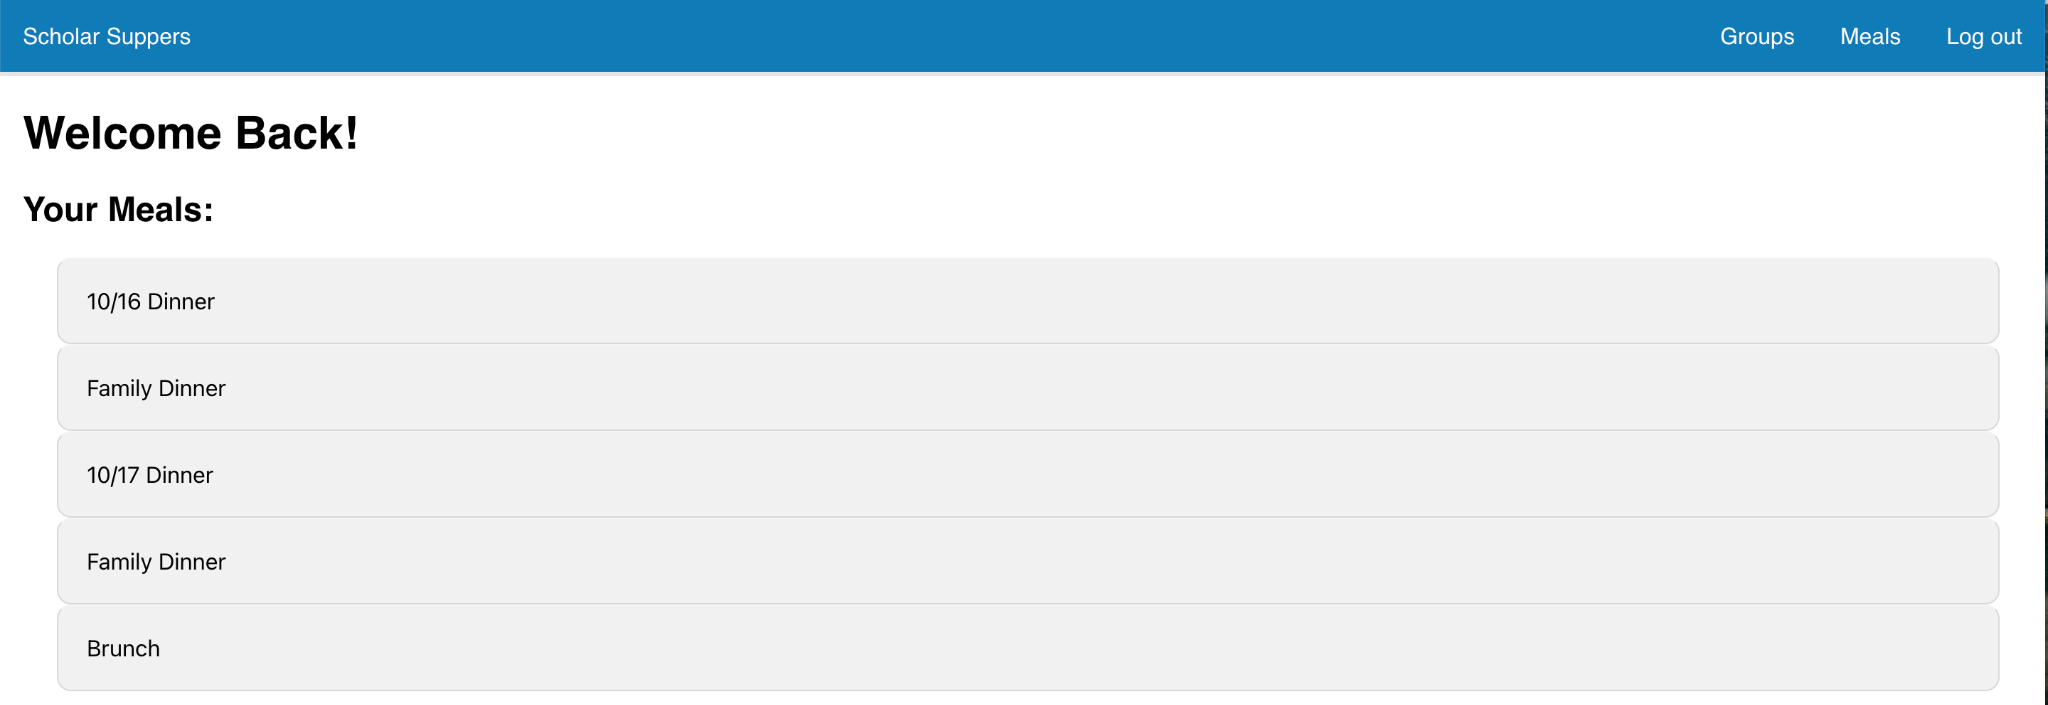 Scholar Suppers Groups Meals Log out
Welcome Back!
Your Meals:
10/16 Dinner
Family Dinner
10/17 Dinner
Family Dinner
Brunch